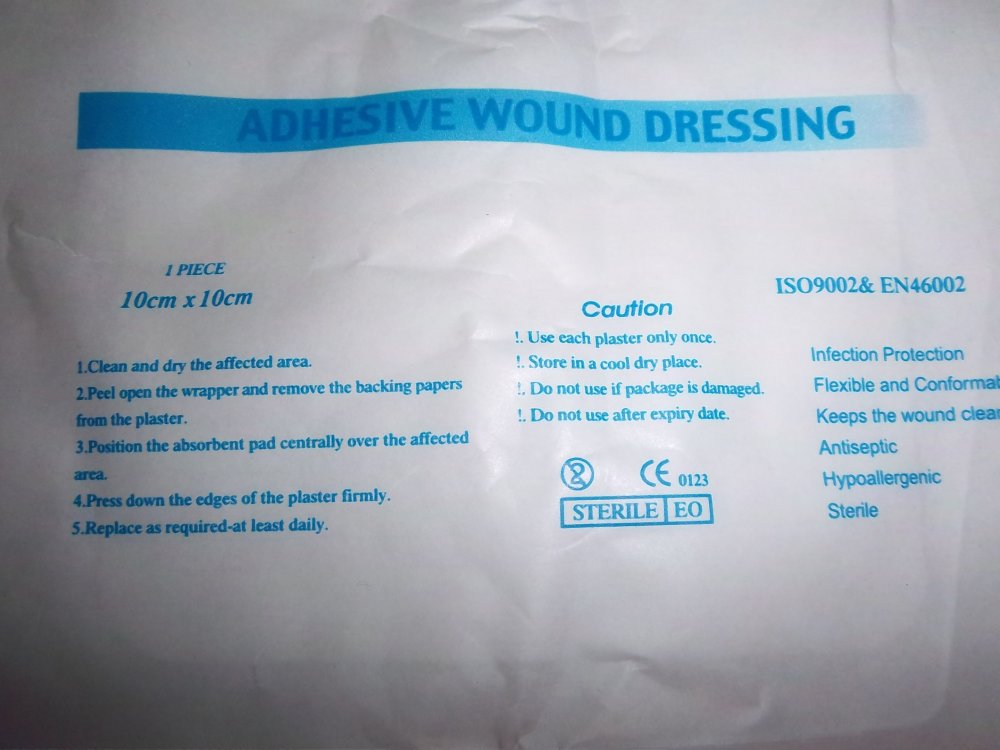 ADHESIVE WOUND DRESSING
1 PIECE
10cm x 10cm
1.Clean and dry the affected area.
2.Peel open the wrapper and remove the backing papers
from the plaster.
3.Position the absorbent pad centrally over the affected
area.
4.Press down the edges of the plaster firmly.
5.Replace as required-at least daily.
Caution
!. Use each plaster only once.
!. Store in a cool dry place.
!. Do not use if package is damaged.
!. Do not use after expiry date.
2
CE 0123
STERILE EO
ISO9002& EN46002
Infection Protection
Flexible and
Keeps the wound
Antiseptic
Hypoallergenic
Sterile